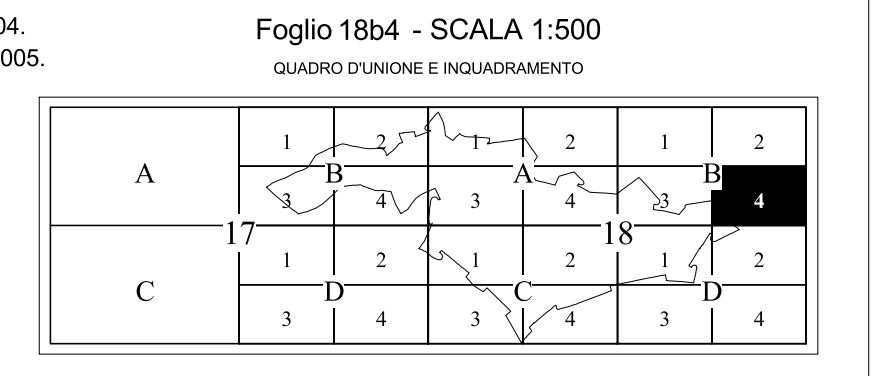 04.
005.
Foglio 18b4 - SCALA 1:500
QUADRO D'UNIONE E INQUADRAMENTO
1 2 1 2 1 2
A B A B
3 4 3 4 3 4
17 18
1 2 1 2 1 2
C D C D
3 4 3 4 3 4